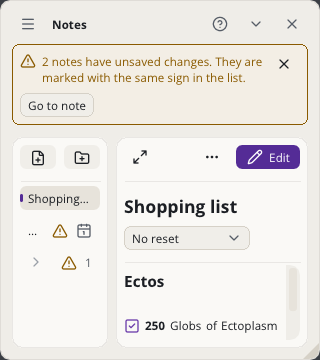 Notes
2 notes have unsaved changes. They are
marked with the same sign in the list.
Go to note
Edit
Shopping...
...
1
1
Shopping list
No reset
Ectos
250 Globs of Ectoplasm